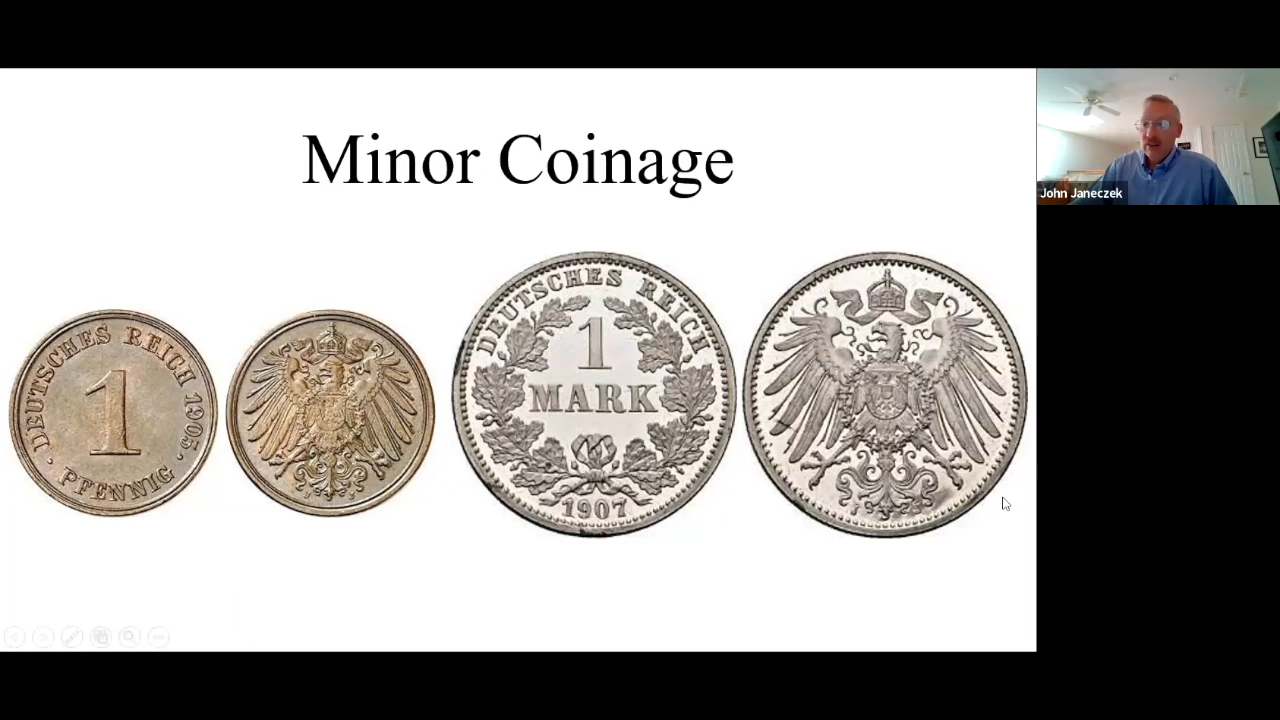 Minor Coinage
DEUTSCHES REICH 1905
· PFENNIG ·
1
DEUTSCHES REICH
1
MARK
1907
John Janeczek